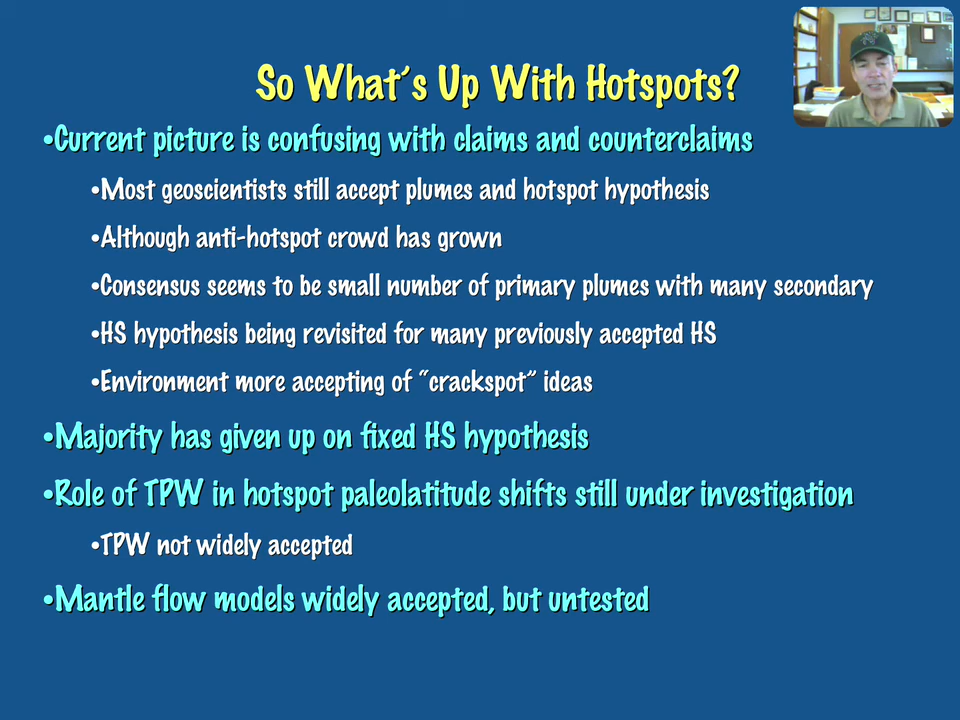 So What's Up With Hotspots?
•Current picture is confusing with claims and counterclaims
•Most geoscientists still accept plumes and hotspot hypothesis
•Although anti-hotspot crowd has grown
•Consensus seems to be small number of primary plumes with many secondary
•HS hypothesis being revisited for many previously accepted HS
•Environment more accepting of "crackspot" ideas
•Majority has given up on fixed HS hypothesis
•Role of TPW in hotspot paleolatitude shifts still under investigation
•TPW not widely accepted
•Mantle flow models widely accepted, but untested